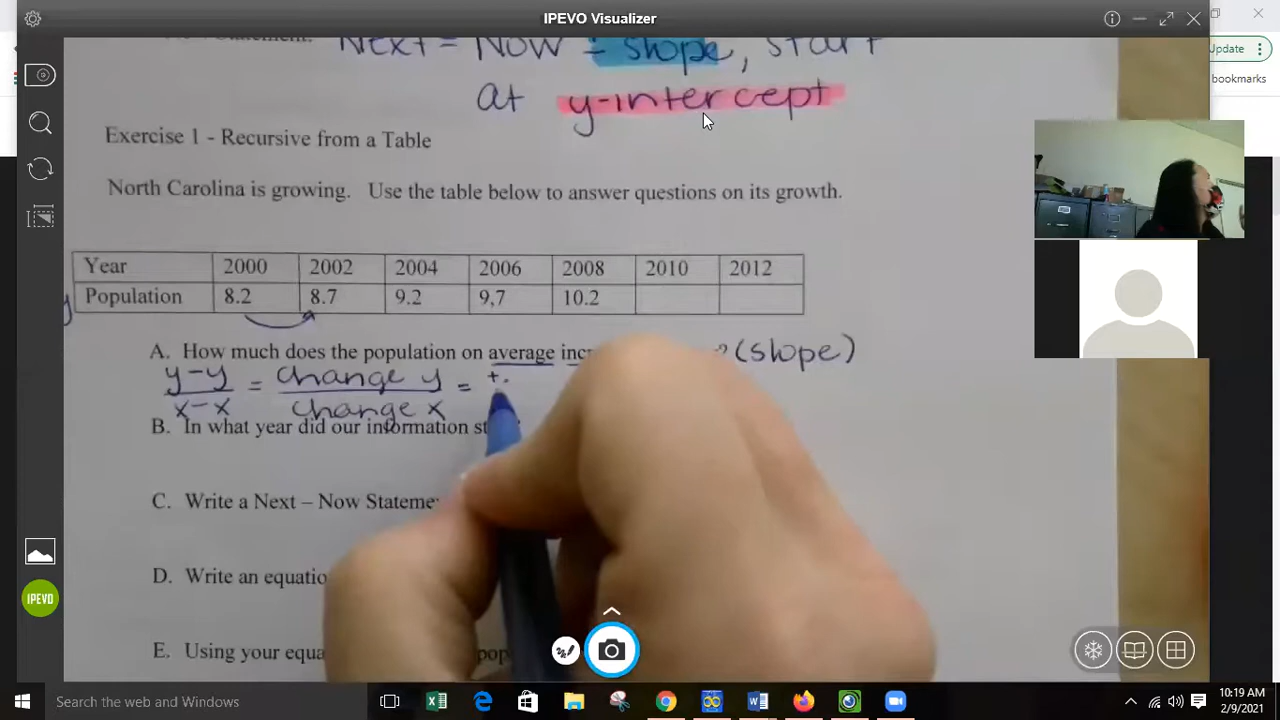 IPEVO Visualizer
Update
bookmarks
Next = Now ± slope, start
at y-intercept
Exercise 1 - Recursive from a Table
North Carolina is growing. Use the table below to answer questions on its growth.
Year 2000 2002 2004 2006 2008 2010 2012
Population 8.2 8.7 9.2 9,7 10.2
A. How much does the population on average ? (slope)
y-y = change y = +.
x-x change x
B. In what year did our information
C. Write a Next – Now
D. Write an
E. Using your
IPEVO
Search the web and Windows
10:19 AM
2/9/2021